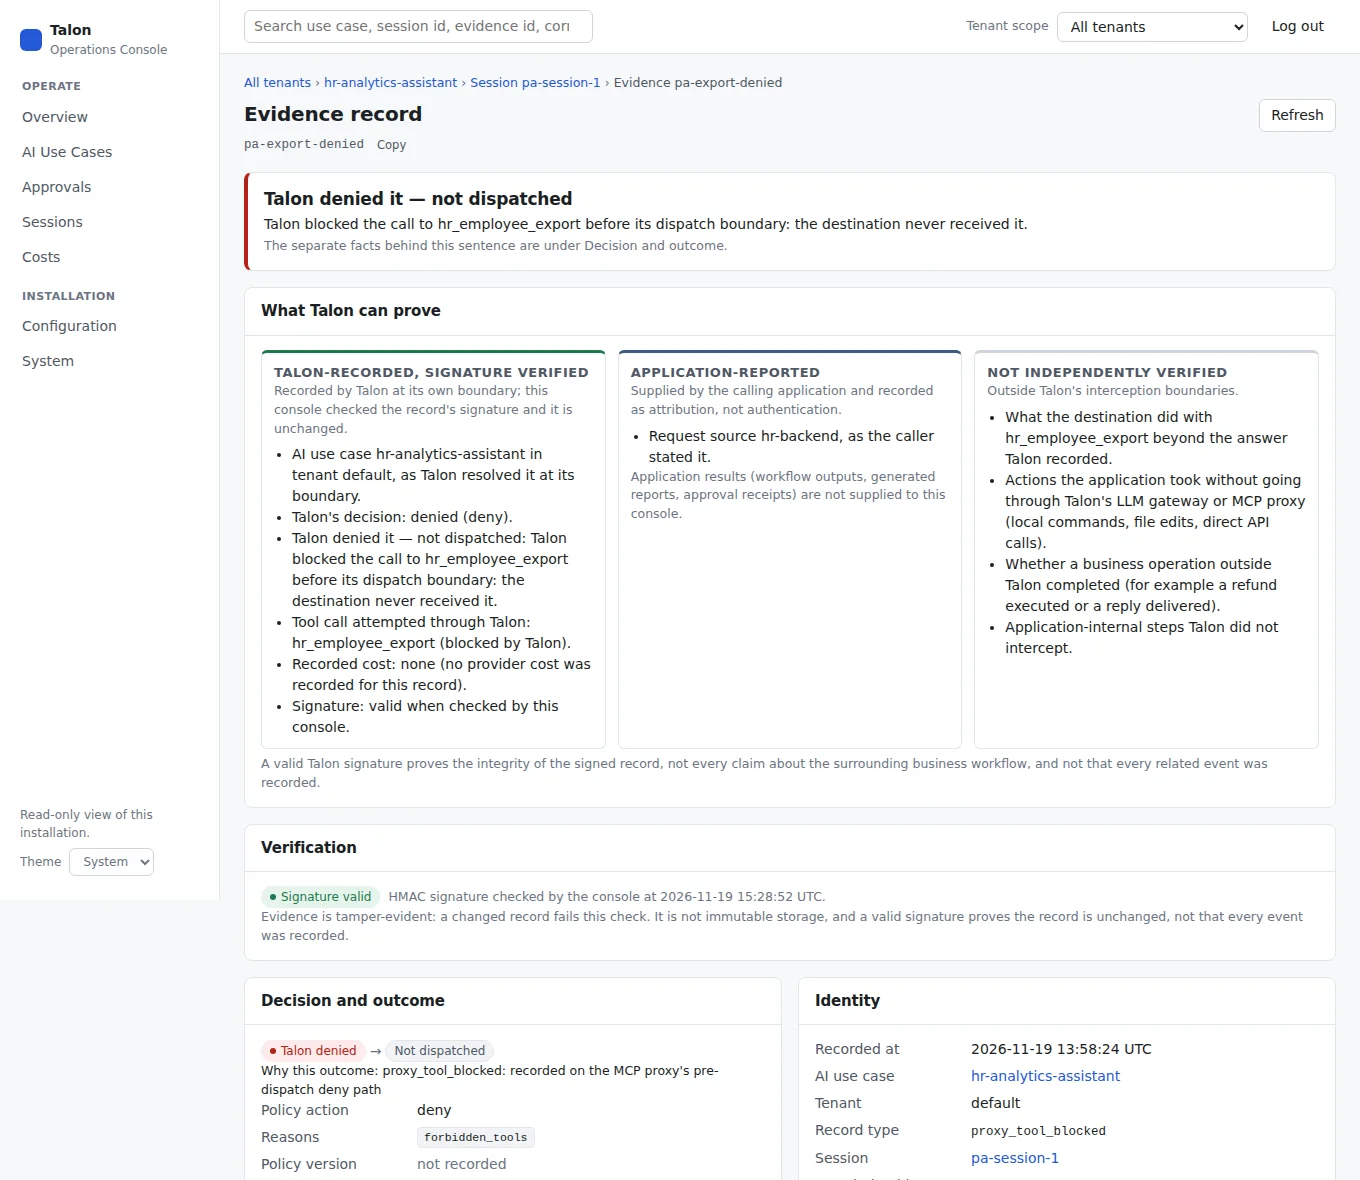 Talon
Operations Console
OPERATE
Overview
AI Use Cases
Approvals
Sessions
Costs
INSTALLATION
Configuration
System
Read-only view of this
installation.
Theme System
Search use case, session id, evidence id, corr
Tenant scope All tenants Log out
All tenants › hr-analytics-assistant › Session pa-session-1 › Evidence pa-export-denied
Evidence record
Refresh
pa-export-denied Copy
Talon denied it — not dispatched
Talon blocked the call to hr_employee_export before its dispatch boundary: the destination never received it.
The separate facts behind this sentence are under Decision and outcome.
What Talon can prove
TALON-RECORDED, SIGNATURE VERIFIED
Recorded by Talon at its own boundary; this
console checked the record's signature and it is
unchanged.
• AI use case hr-analytics-assistant in
tenant default, as Talon resolved it at its
boundary.
• Talon's decision: denied (deny).
• Talon denied it — not dispatched: Talon
blocked the call to hr_employee_export
before its dispatch boundary: the
destination never received it.
• Tool call attempted through Talon:
hr_employee_export (blocked by Talon).
• Recorded cost: none (no provider cost was
recorded for this record).
• Signature: valid when checked by this
console.
APPLICATION-REPORTED
Supplied by the calling application and recorded
as attribution, not authentication.
• Request source hr-backend, as the caller
stated it.
Application results (workflow outputs, generated
reports, approval receipts) are not supplied to this
console.
NOT INDEPENDENTLY VERIFIED
Outside Talon's interception boundaries.
• What the destination did with
hr_employee_export beyond the answer
Talon recorded.
• Actions the application took without going
through Talon's LLM gateway or MCP proxy
(local commands, file edits, direct API
calls).
• Whether a business operation outside
Talon completed (for example a refund
executed or a reply delivered).
• Application-internal steps Talon did not
intercept.
A valid Talon signature proves the integrity of the signed record, not every claim about the surrounding business workflow, and not that every related event was
recorded.
Verification
Signature valid HMAC signature checked by the console at 2026-11-19 15:28:52 UTC.
Evidence is tamper-evident: a changed record fails this check. It is not immutable storage, and a valid signature proves the record is unchanged, not that every event
was recorded.
Decision and outcome
Talon denied → Not dispatched
Why this outcome: proxy_tool_blocked: recorded on the MCP proxy's pre-
dispatch deny path
Policy action deny
Reasons forbidden_tools
Policy version not recorded
Identity
Recorded at 2026-11-19 13:58:24 UTC
AI use case hr-analytics-assistant
Tenant default
Record type proxy_tool_blocked
Session pa-session-1